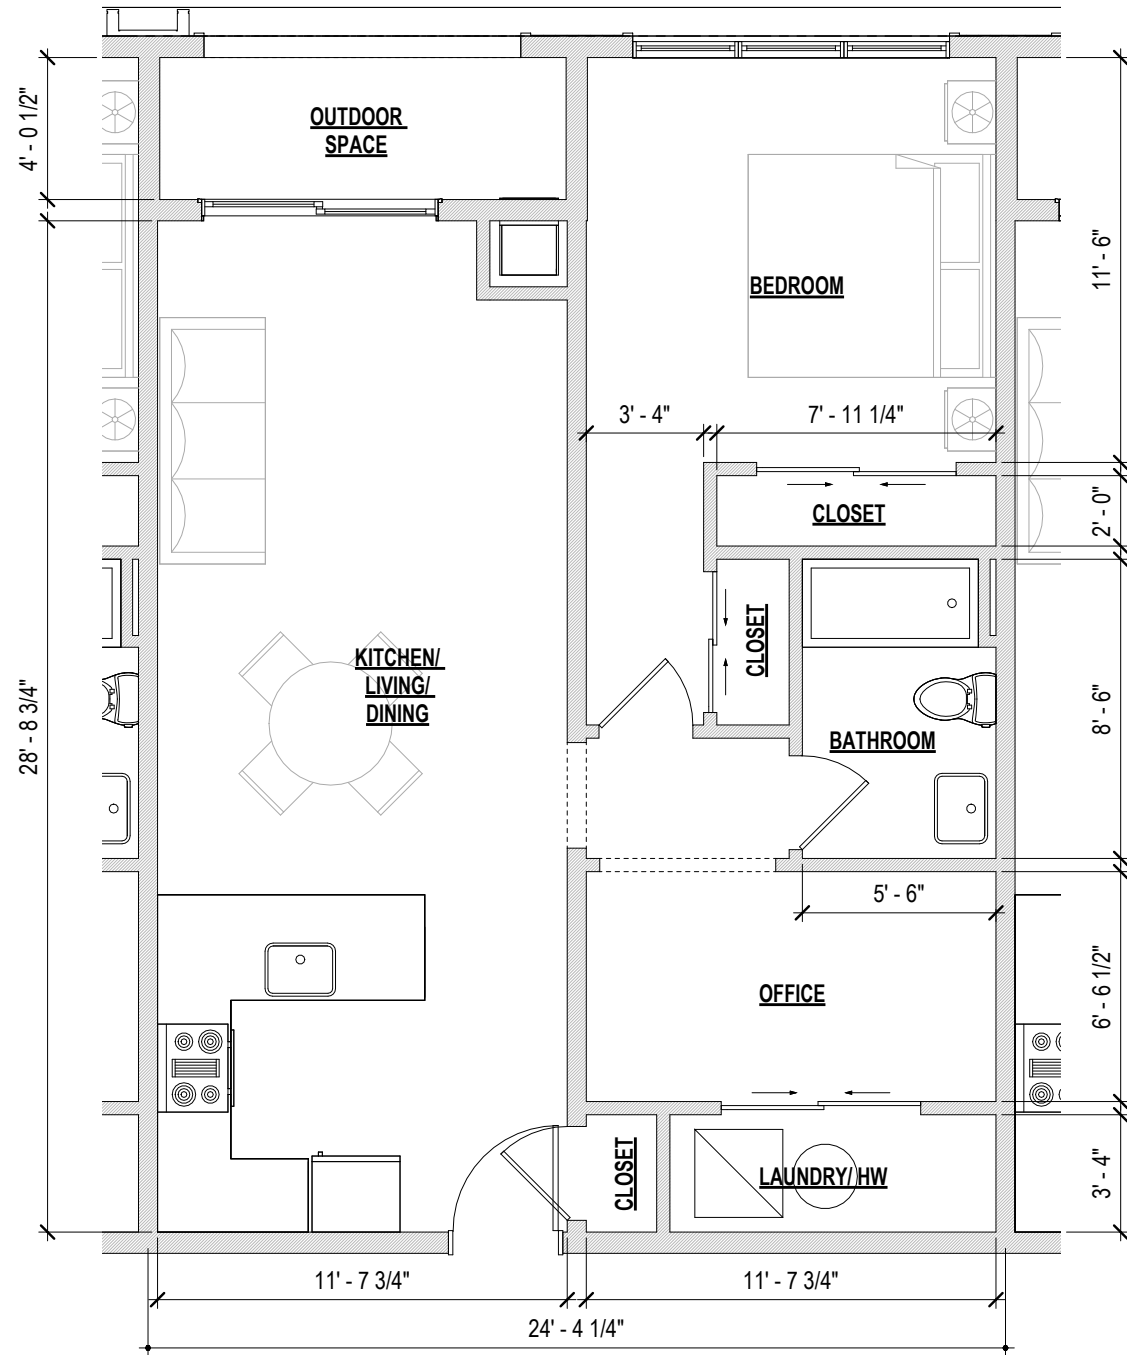 4' - 0 1/2"
OUTDOOR
SPACE
11' - 6"
BEDROOM
3' - 4"
7' - 11 1/4"
CLOSET
2' - 0"
CLOSET
KITCHEN/
LIVING/
DINING
28' - 8 3/4"
BATHROOM
8' - 6"
5' - 6"
OFFICE
6' - 6 1/2"
CLOSET
LAUNDRY/ HW
3' - 4"
11' - 7 3/4"
11' - 7 3/4"
24' - 4 1/4"